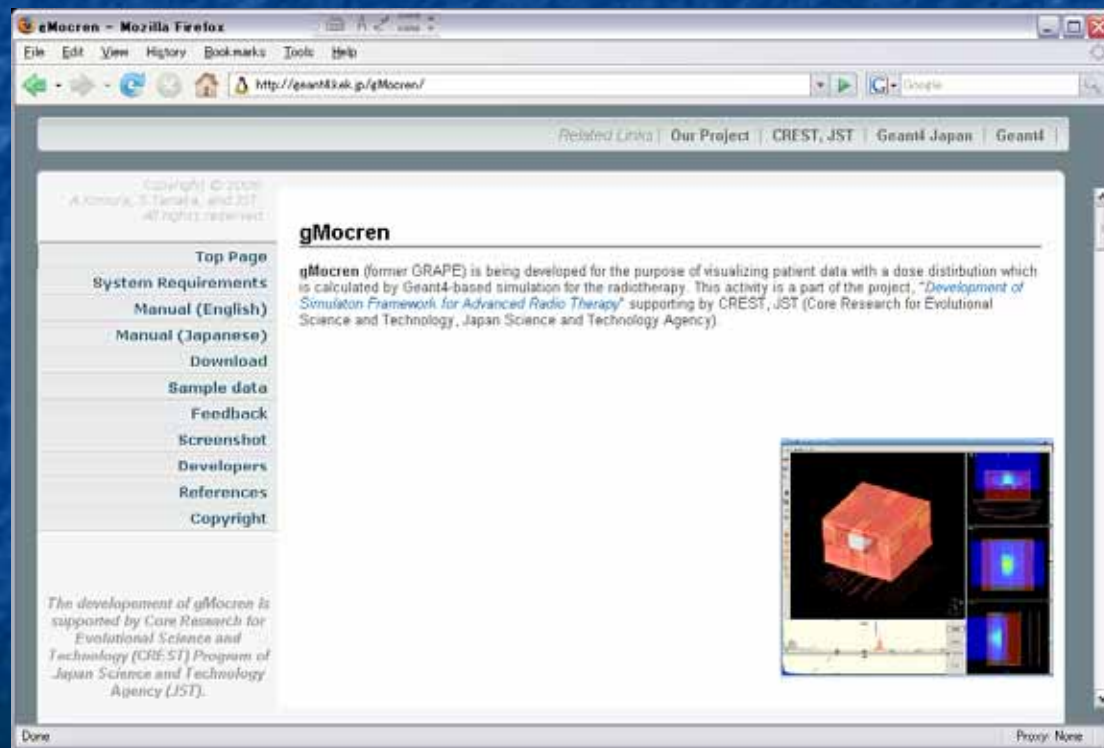 gMocren - Mozilla Firefox
File Edit View History Bookmarks Tools Help
http://geant4.kek.jp/gMocren/
Google
Related Links | Our Project | CREST, JST | Geant4 Japan | Geant4 |
Copyright ©
A.Kimura, S.Tanaka, and JST.
All rights reserved.
Top Page
System Requirements
Manual (English)
Manual (Japanese)
Download
Sample data
Feedback
Screenshot
Developers
References
Copyright
The developement of gMocren is
supported by Core Research for
Evolutional Science and
Technology (CREST) Program of
Japan Science and Technology
Agency (JST).
gMocren
gMocren (former GRAPE) is being developed for the purpose of visualizing patient data with a dose distribution which
is calculated by Geant4-based simulation for the radiotherapy. This activity is a part of the project, "Development of
Simulaton Framework for Advanced Radio Therapy" supporting by CREST, JST (Core Research for Evolutional
Science and Technology, Japan Science and Technology Agency).
Done
Proxy: None